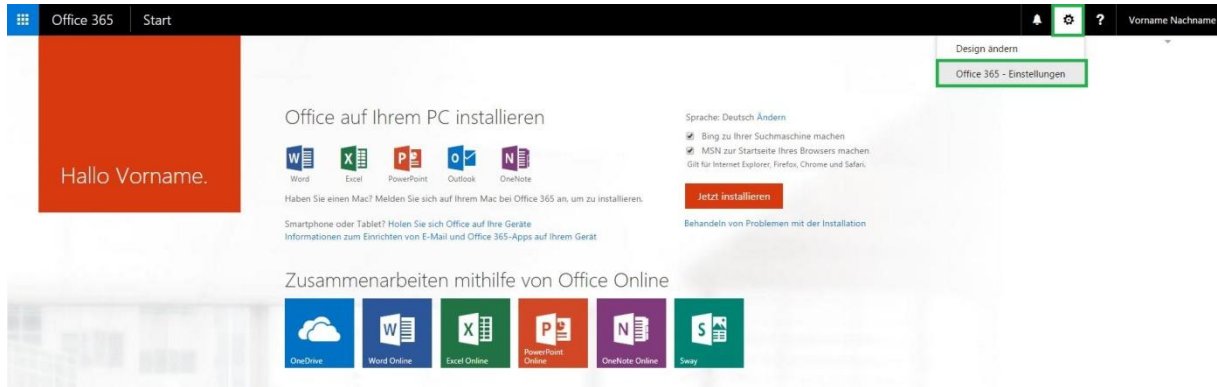 Office 365 Start ? Vorname Nachname
Design ändern
Office 365 - Einstellungen
Hallo Vorname.
Office auf Ihrem PC installieren
Word Excel PowerPoint Outlook OneNote
Haben Sie einen Mac? Melden Sie sich auf Ihrem Mac bei Office 365 an, um zu installieren.
Smartphone oder Tablet? Holen Sie sich Office auf Ihre Geräte
Informationen zum Einrichten von E-Mail und Office 365-Apps auf Ihrem Gerät
Sprache: Deutsch Ändern
Bing zu Ihrer Suchmaschine machen
MSN zur Startseite Ihres Browsers machen
Gilt für Internet Explorer, Firefox, Chrome und Safari.
Jetzt installieren
Behandeln von Problemen mit der Installation
Zusammenarbeiten mithilfe von Office Online
OneDrive
Word Online
Excel Online
PowerPoint
Online
OneNote Online
Sway